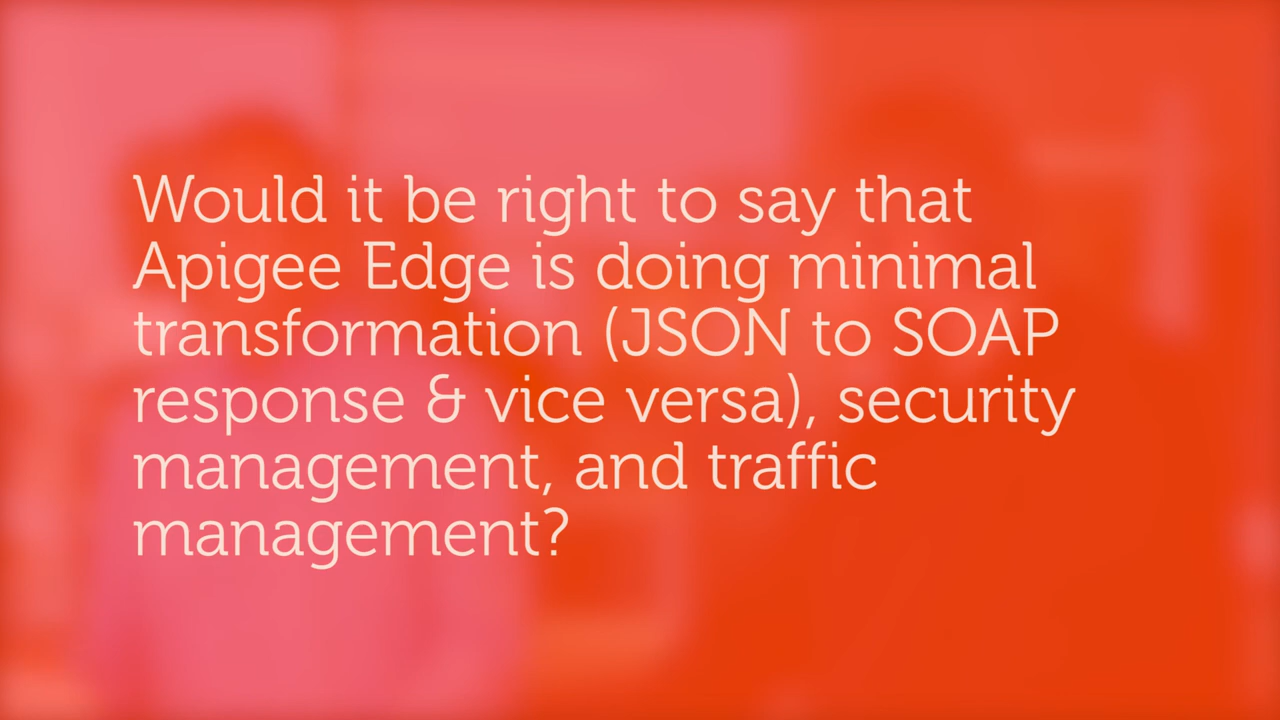 Would it be right to say that
Apigee Edge is doing minimal
transformation (JSON to SOAP
response & vice versa), security
management, and traffic
management?